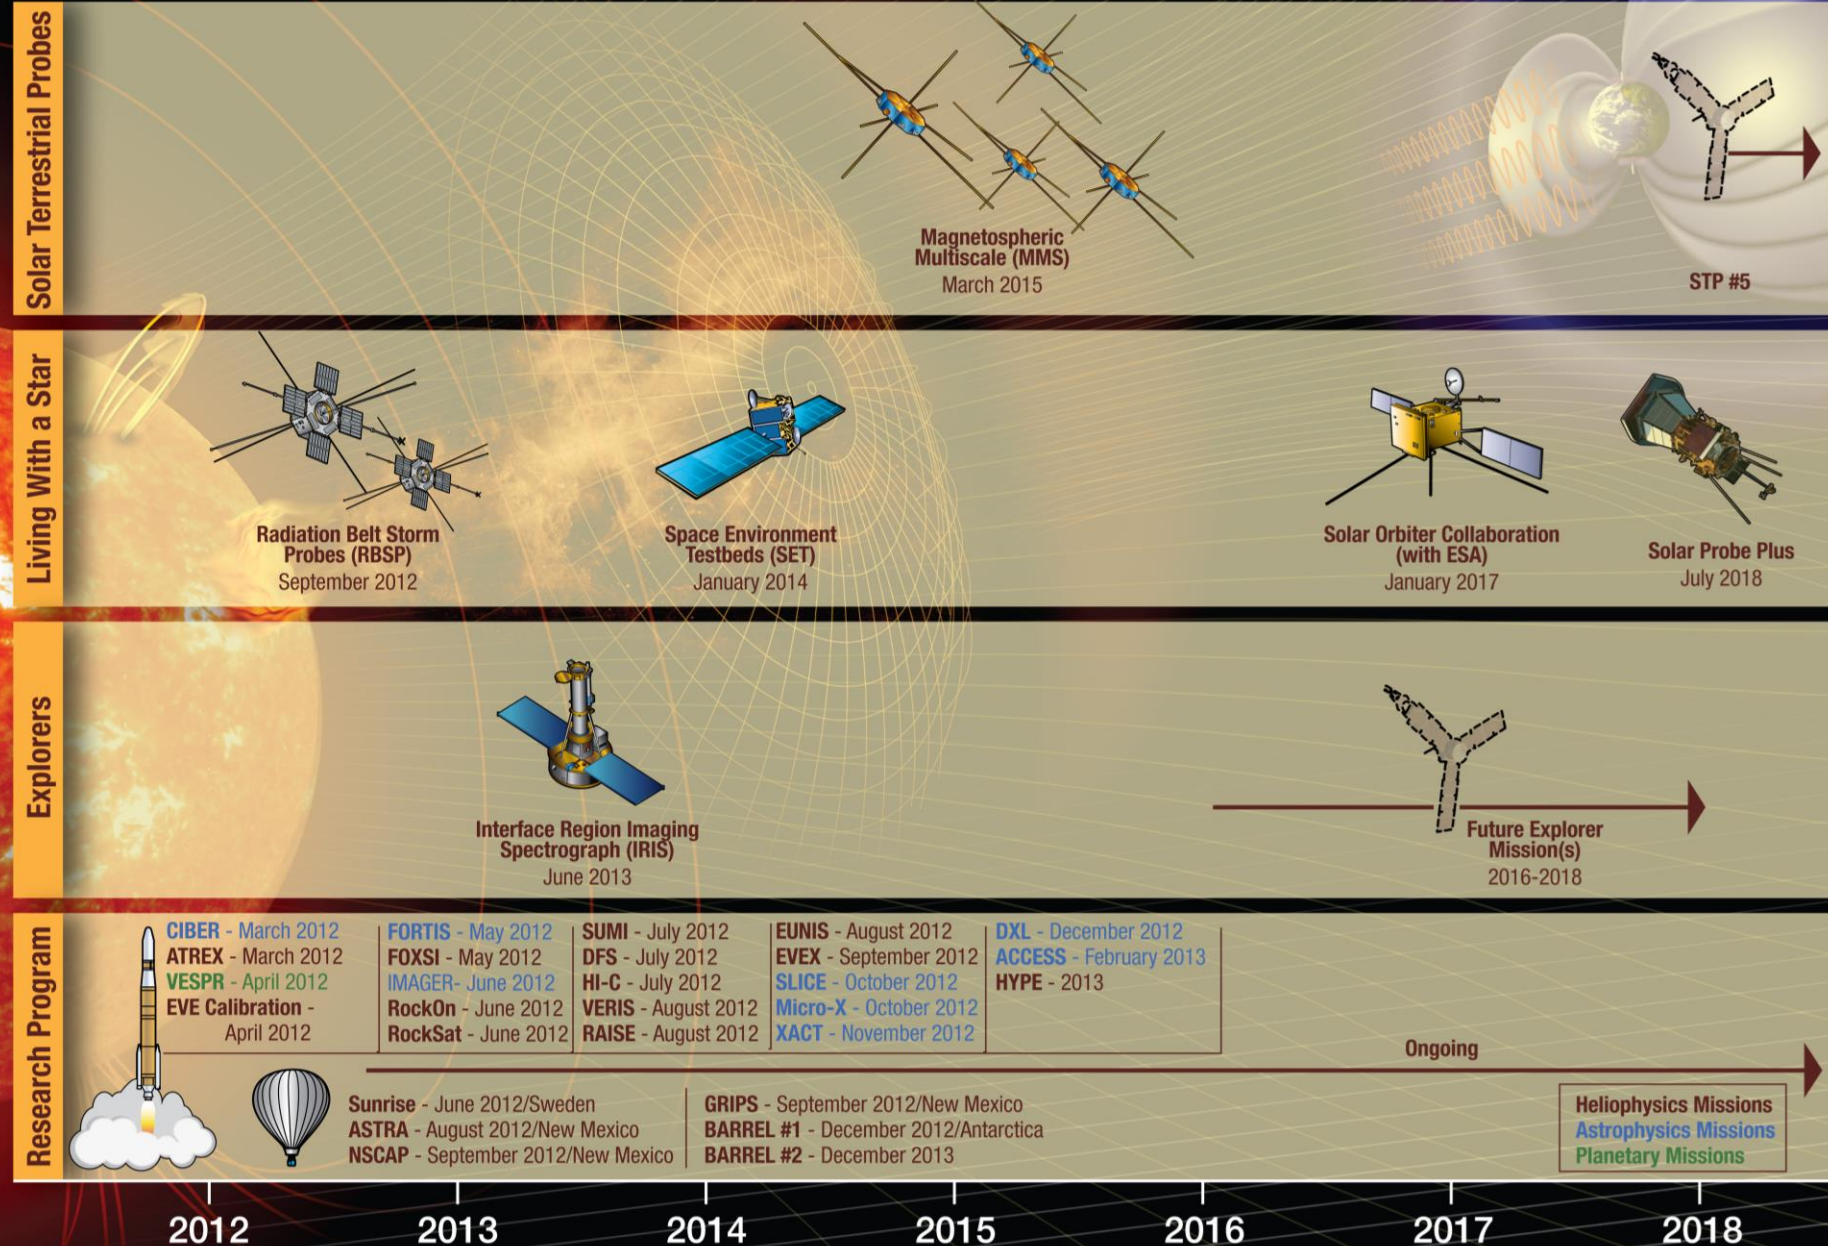 Solar Terrestrial Probes
Magnetospheric
Multiscale (MMS)
March 2015
STP #5
Living With a Star
Radiation Belt Storm
Probes (RBSP)
September 2012
Space Environment
Testbeds (SET)
January 2014
Solar Orbiter Collaboration
(with ESA)
January 2017
Solar Probe Plus
July 2018
Explorers
Interface Region Imaging
Spectrograph (IRIS)
June 2013
Future Explorer
Mission(s)
2016-2018
Research Program
CIBER - March 2012
ATREX - March 2012
VESPR - April 2012
EVE Calibration -
April 2012
FORTIS - May 2012
FOXSI - May 2012
IMAGER- June 2012
RockOn - June 2012
RockSat - June 2012
SUMI - July 2012
DFS - July 2012
HI-C - July 2012
VERIS - August 2012
RAISE - August 2012
EUNIS - August 2012
EVEX - September 2012
SLICE - October 2012
Micro-X - October 2012
XACT - November 2012
DXL - December 2012
ACCESS - February 2013
HYPE - 2013
Ongoing
Sunrise - June 2012/Sweden
ASTRA - August 2012/New Mexico
NSCAP - September 2012/New Mexico
GRIPS - September 2012/New Mexico
BARREL #1 - December 2012/Antarctica
BARREL #2 - December 2013
Heliophysics Missions
Astrophysics Missions
Planetary Missions
2012 2013 2014 2015 2016 2017 2018